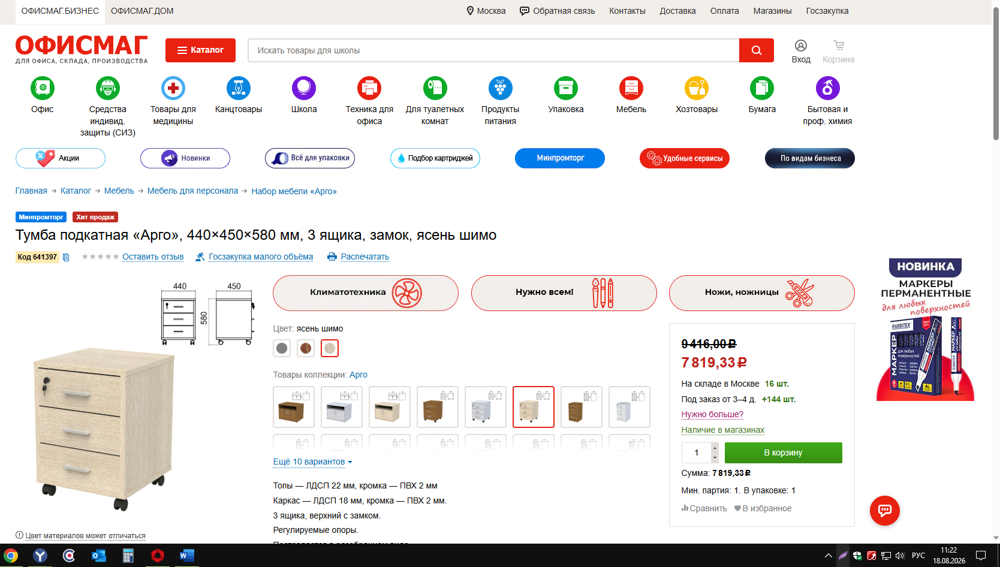 ОФИСМАГ.БИЗНЕС ОФИСМАГ.ДОМ Москва Обратная связь Контакты Доставка Оплата Магазины Госзакупка
ОФИСМАГ
ДЛЯ ОФИСА, СКЛАДА, ПРОИЗВОДСТВА
Каталог
Искать товары для школы
Вход
Корзина
Офис
Средства индивид. защиты (СИЗ)
Товары для медицины
Канцтовары
Школа
Техника для офиса
Для туалетных комнат
Продукты питания
Упаковка
Мебель
Хозтовары
Бумага
Бытовая и проф. химия
% Акции
Новинки
Всё для упаковки
Подбор картриджей
Минпромторг
Удобные сервисы
По видам бизнеса
Главная → Каталог → Мебель → Мебель для персонала → Набор мебели «Арго»
Минпромторг Хит продаж
Тумба подкатная «Арго», 440×450×580 мм, 3 ящика, замок, ясень шимо
Код 641397 Оставить отзыв Госзакупка малого объёма Распечатать
440 450
580
Цвет материалов может отличаться
Климатотехника
Нужно всем!
Ножи, ножницы
Цвет: ясень шимо
Товары коллекции: Арго
Ещё 10 вариантов
Топы — ЛДСП 22 мм, кромка — ПВХ 2 мм
Каркас — ЛДСП 18 мм, кромка — ПВХ 2 мм.
3 ящика, верхний с замком.
Регулируемые опоры.
9 416,00 ₽
7 819,33 ₽
На складе в Москве 16 шт.
Под заказ от 3–4 д. +144 шт.
Нужно больше?
Наличие в магазинах
1 В корзину
Сумма: 7 819,33 ₽
Мин. партия: 1. В упаковке: 1
Сравнить В избранное
НОВИНКА
МАРКЕРЫ
ПЕРМАНЕНТНЫЕ
для любых
поверхностей
RABBITEX
МАРКЕР
для любых
поверхностей
МАРКЕР
11:22
РУС
18.08.2026